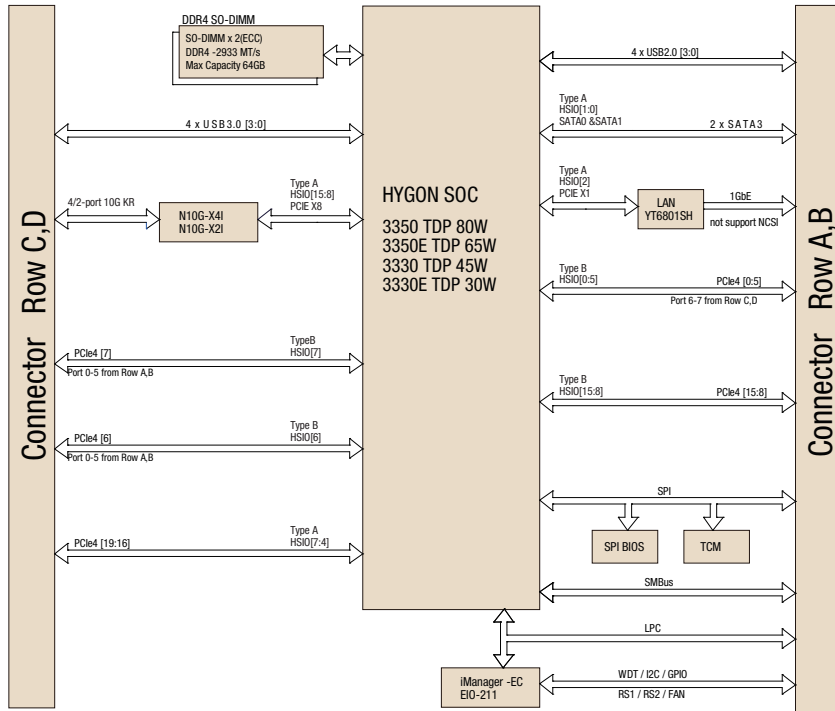 DDR4 SO-DIMM
SO-DIMM x 2(ECC)
DDR4 -2933 MT/s
Max Capacity 64GB
4 x USB3.0 [3:0]
4/2-port 10G KR
N10G-X4I
N10G-X2I
Type A
HSIO[15:8]
PCIE X8
PCIe4 [7]
Port 0-5 from Row A,B
TypeB
HSIO[7]
PCIe4 [6]
Port 0-5 from Row A,B
Type B
HSIO[6]
PCIe4 [19:16]
Type A
HSIO[7:4]
Connector Row C,D
HYGON SOC
3350 TDP 80W
3350E TDP 65W
3330 TDP 45W
3330E TDP 30W
4 x USB2.0 [3:0]
Type A
HSIO[1:0]
SATA0 &SATA1
2 x SATA3
Type A
HSIO[2]
PCIE X1
LAN
YT6801SH
1GbE
not support NCSI
Type B
HSIO[0:5]
PCIe4 [0:5]
Port 6-7 from Row C,D
Type B
HSIO[15:8]
PCIe4 [15:8]
SPI
SPI BIOS
TCM
SMBus
LPC
iManager -EC
EIO-211
WDT / I2C / GPIO
RS1 / RS2 / FAN
Connector Row A,B